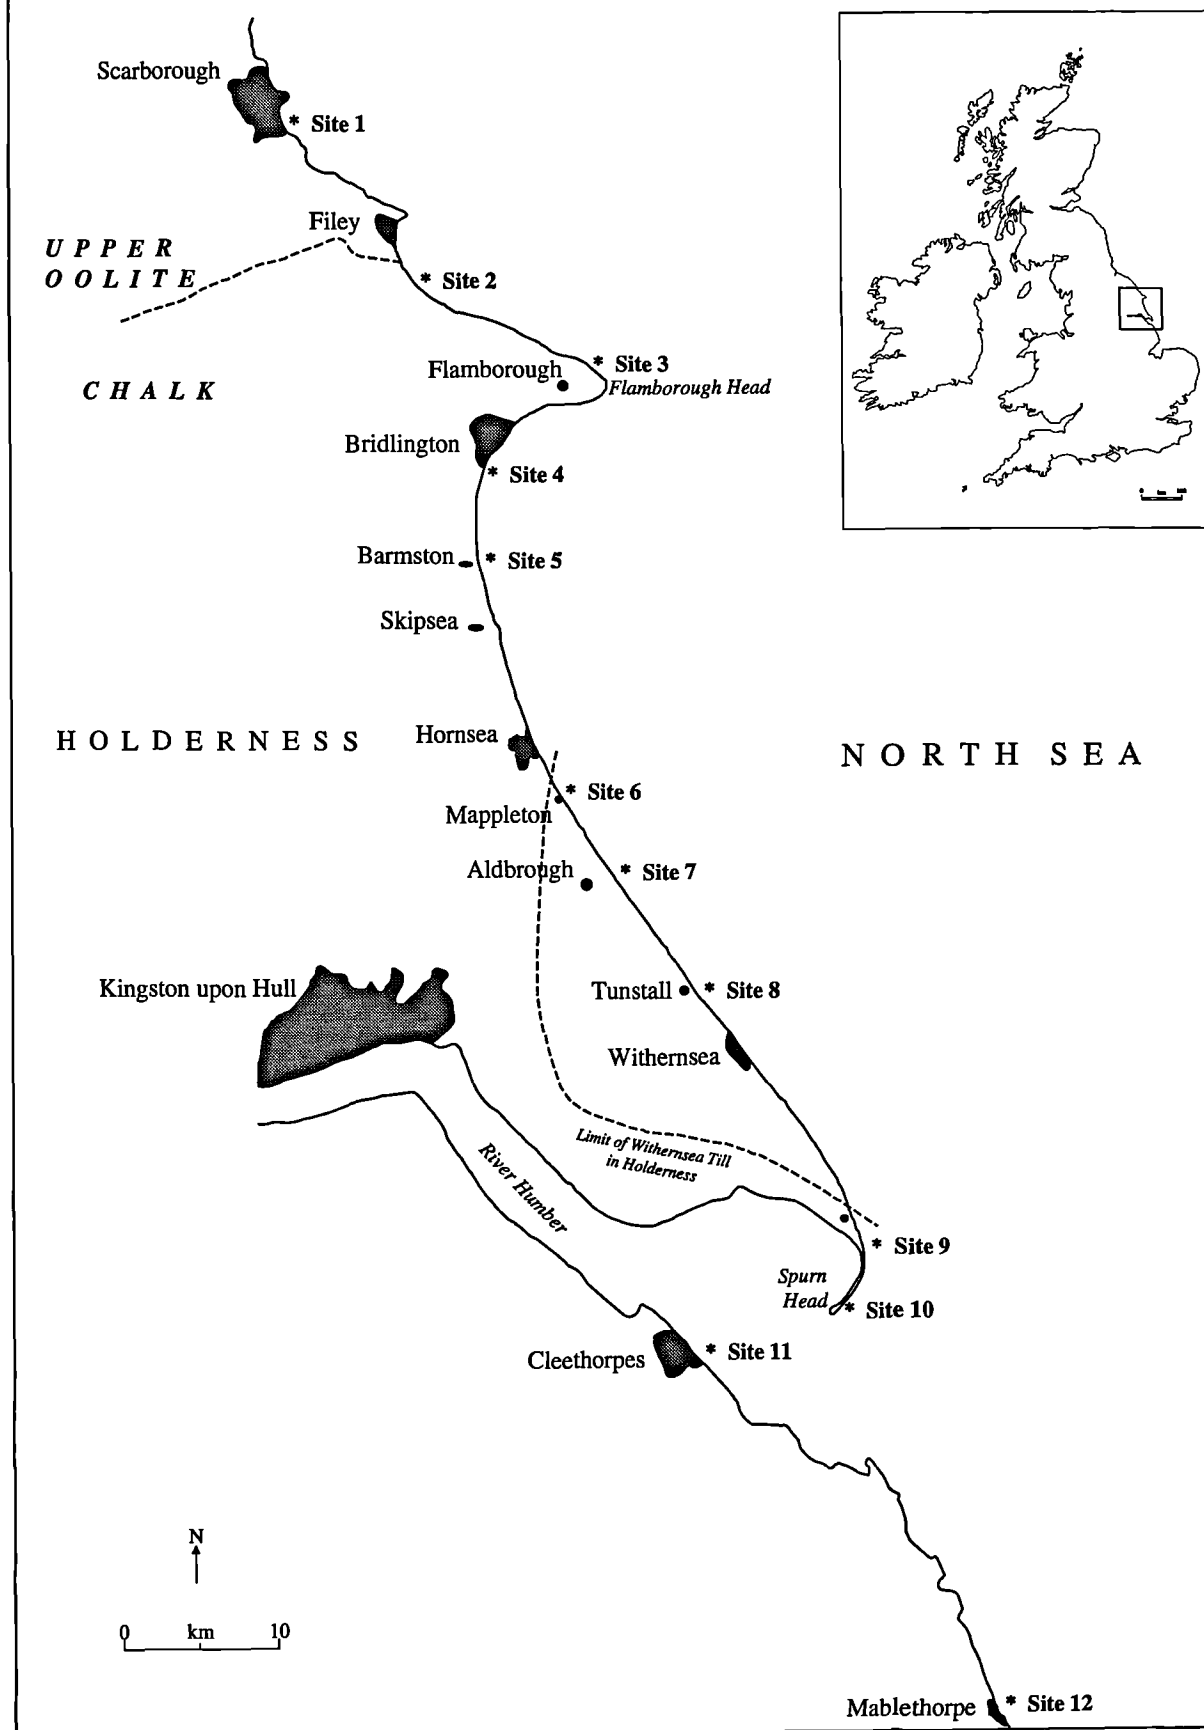 Scarborough
* Site 1
Filey
UPPER
OOLITE
* Site 2
* Site 3
Flamborough
Flamborough Head
CHALK
Bridlington
* Site 4
Barmston
* Site 5
Skipsea
HOLDERNESS
Hornsea
NORTH SEA
* Site 6
Mappleton
Aldbrough
* Site 7
Kingston upon Hull
Tunstall
* Site 8
Withernsea
Limit of Withernsea Till
in Holderness
River Humber
* Site 9
Spurn
Head
* Site 10
Cleethorpes
* Site 11
N
0 km 10
Mablethorpe
* Site 12